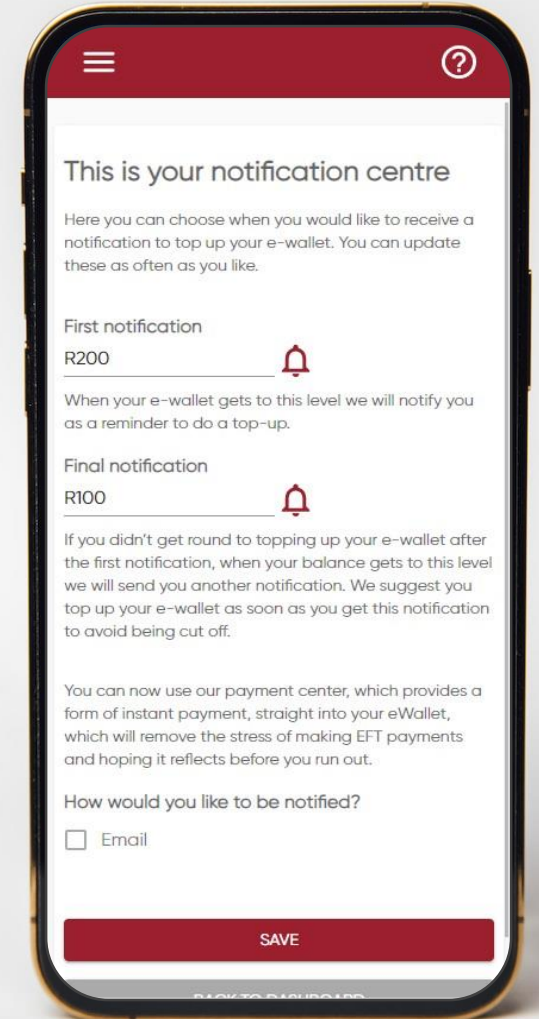 This is your notification centre
Here you can choose when you would like to receive a
notification to top up your e-wallet. You can update
these as often as you like.
First notification
R200
When your e-wallet gets to this level we will notify you
as a reminder to do a top-up.
Final notification
R100
If you didn't get round to topping up your e-wallet after
the first notification, when your balance gets to this level
we will send you another notification. We suggest you
top up your e-wallet as soon as you get this notification
to avoid being cut off.
You can now use our payment center, which provides a
form of instant payment, straight into your eWallet,
which will remove the stress of making EFT payments
and hoping it reflects before you run out.
How would you like to be notified?
Email
SAVE
BACK TO DASHBOARD